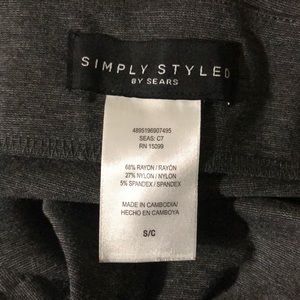 SIMPLY STYLED
BY SEARS
4895196907495
SEAS: C7
RN 15099
68% RAYON / RAYÓN
27% NYLON / NYLON
5% SPANDEX / SPANDEX
MADE IN CAMBODIA/
HECHO EN CAMBOYA
S/C